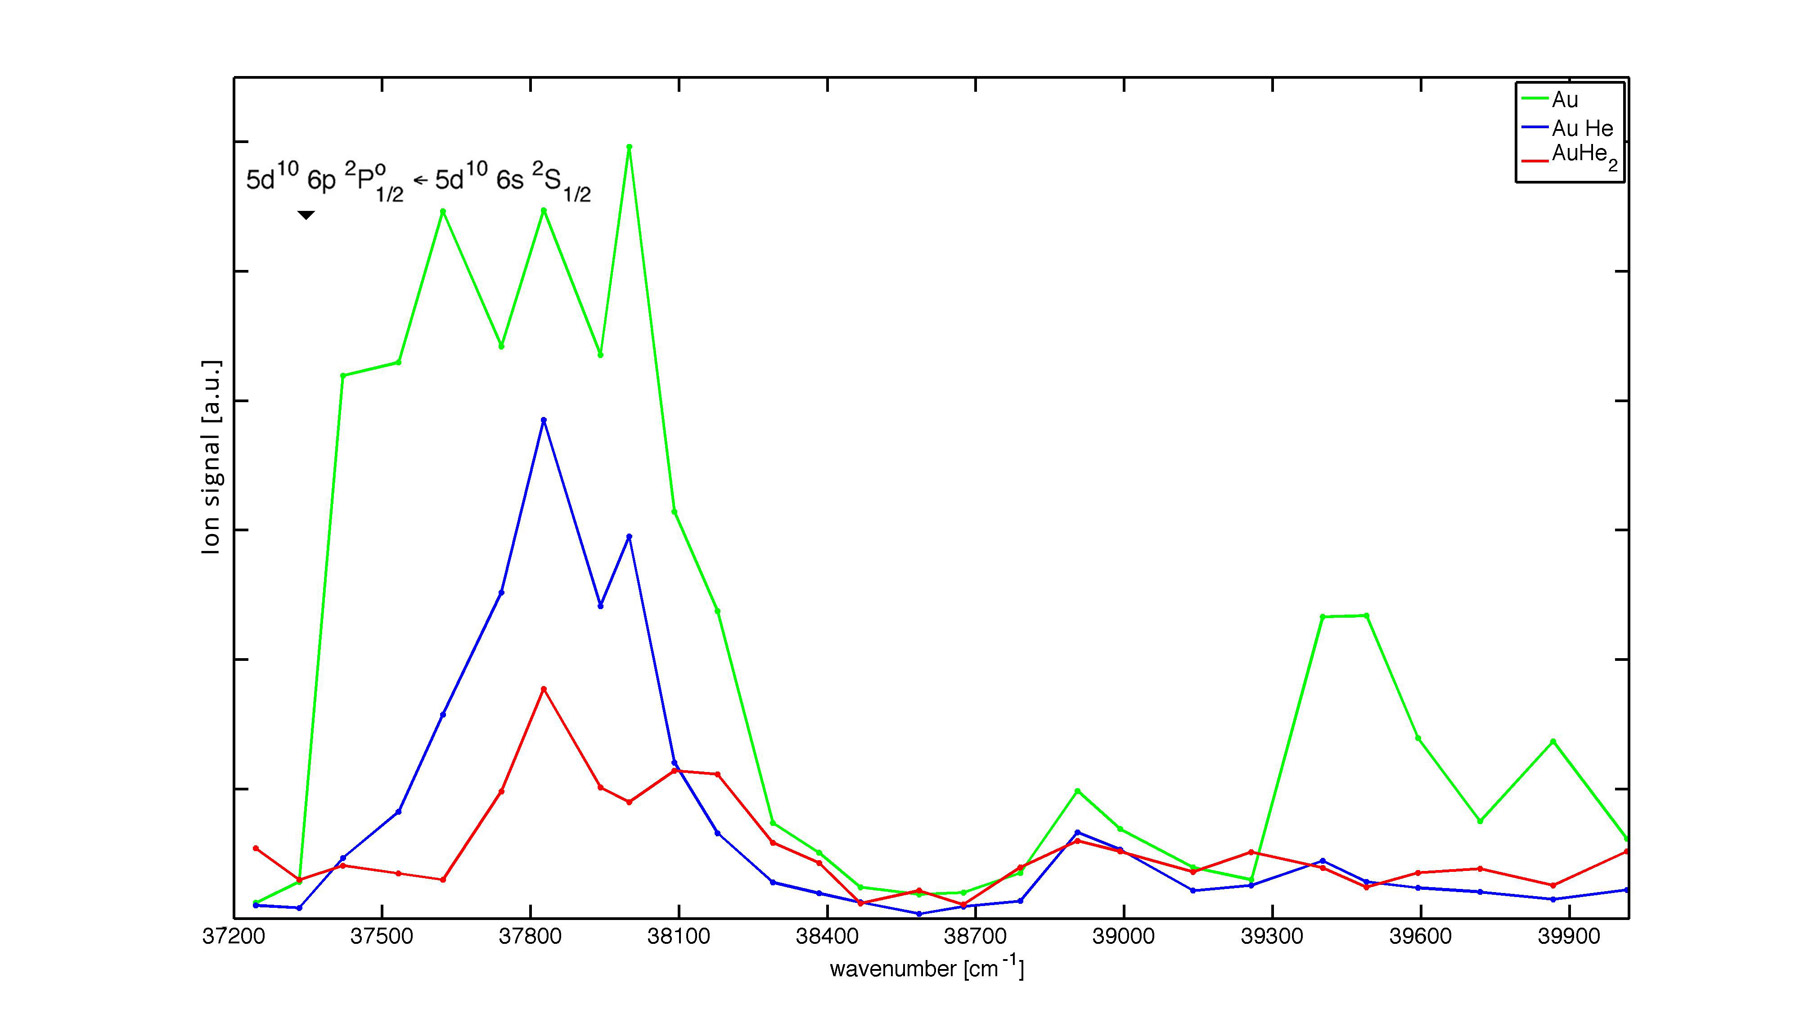 Au
Au He
AuHe2
5d10 6p 2Po1/2 ← 5d10 6s 2S1/2
Ion signal [a.u.]
37200 37500 37800 38100 38400 38700 39000 39300 39600 39900
wavenumber [cm-1]